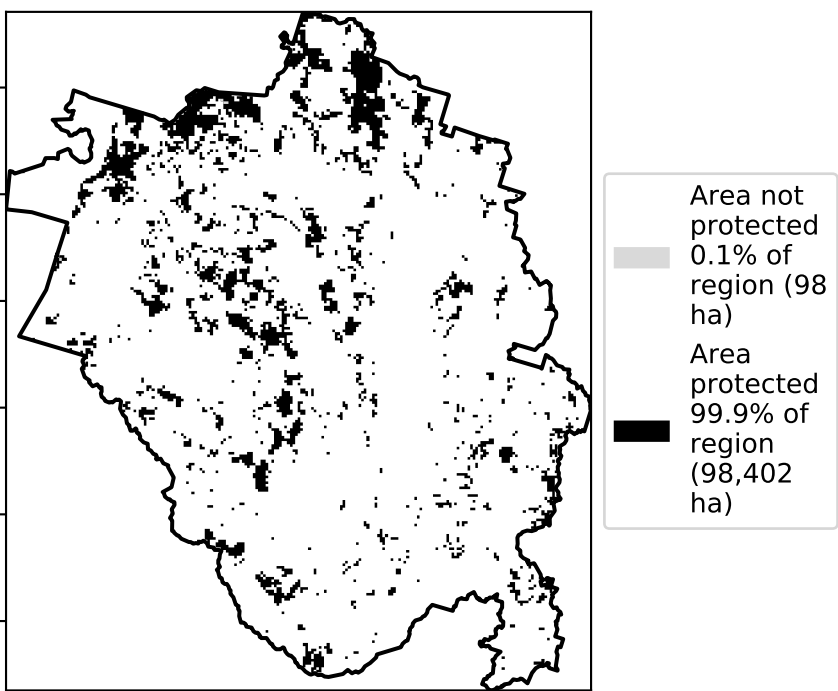 Area not
protected
0.1% of
region (98
ha)
Area
protected
99.9% of
region
(98,402
ha)